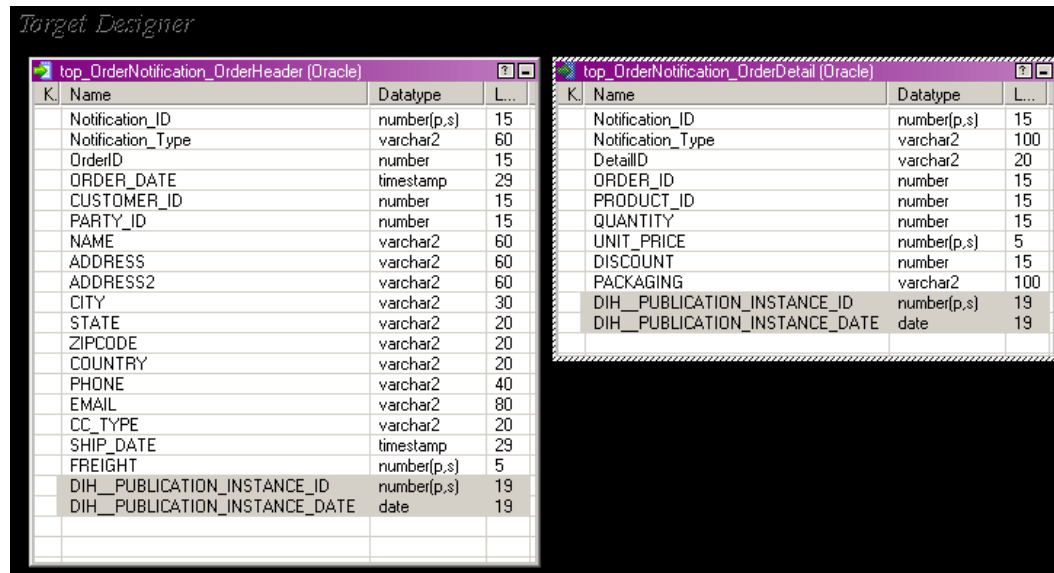 Target Designer
top_OrderNotification_OrderHeader (Oracle)
K. Name Datatype L...
Notification_ID number(p,s) 15
Notification_Type varchar2 60
OrderID number 15
ORDER_DATE timestamp 29
CUSTOMER_ID number 15
PARTY_ID number 15
NAME varchar2 60
ADDRESS varchar2 60
ADDRESS2 varchar2 60
CITY varchar2 30
STATE varchar2 20
ZIPCODE varchar2 20
COUNTRY varchar2 20
PHONE varchar2 40
EMAIL varchar2 80
CC_TYPE varchar2 20
SHIP_DATE timestamp 29
FREIGHT number(p,s) 5
DIH__PUBLICATION_INSTANCE_ID number(p,s) 19
DIH__PUBLICATION_INSTANCE_DATE date 19
top_OrderNotification_OrderDetail (Oracle)
K. Name Datatype L...
Notification_ID number(p,s) 15
Notification_Type varchar2 100
DetailID varchar2 20
ORDER_ID number 15
PRODUCT_ID number 15
QUANTITY number 15
UNIT_PRICE number(p,s) 5
DISCOUNT number 15
PACKAGING varchar2 100
DIH__PUBLICATION_INSTANCE_ID number(p,s) 19
DIH__PUBLICATION_INSTANCE_DATE date 19